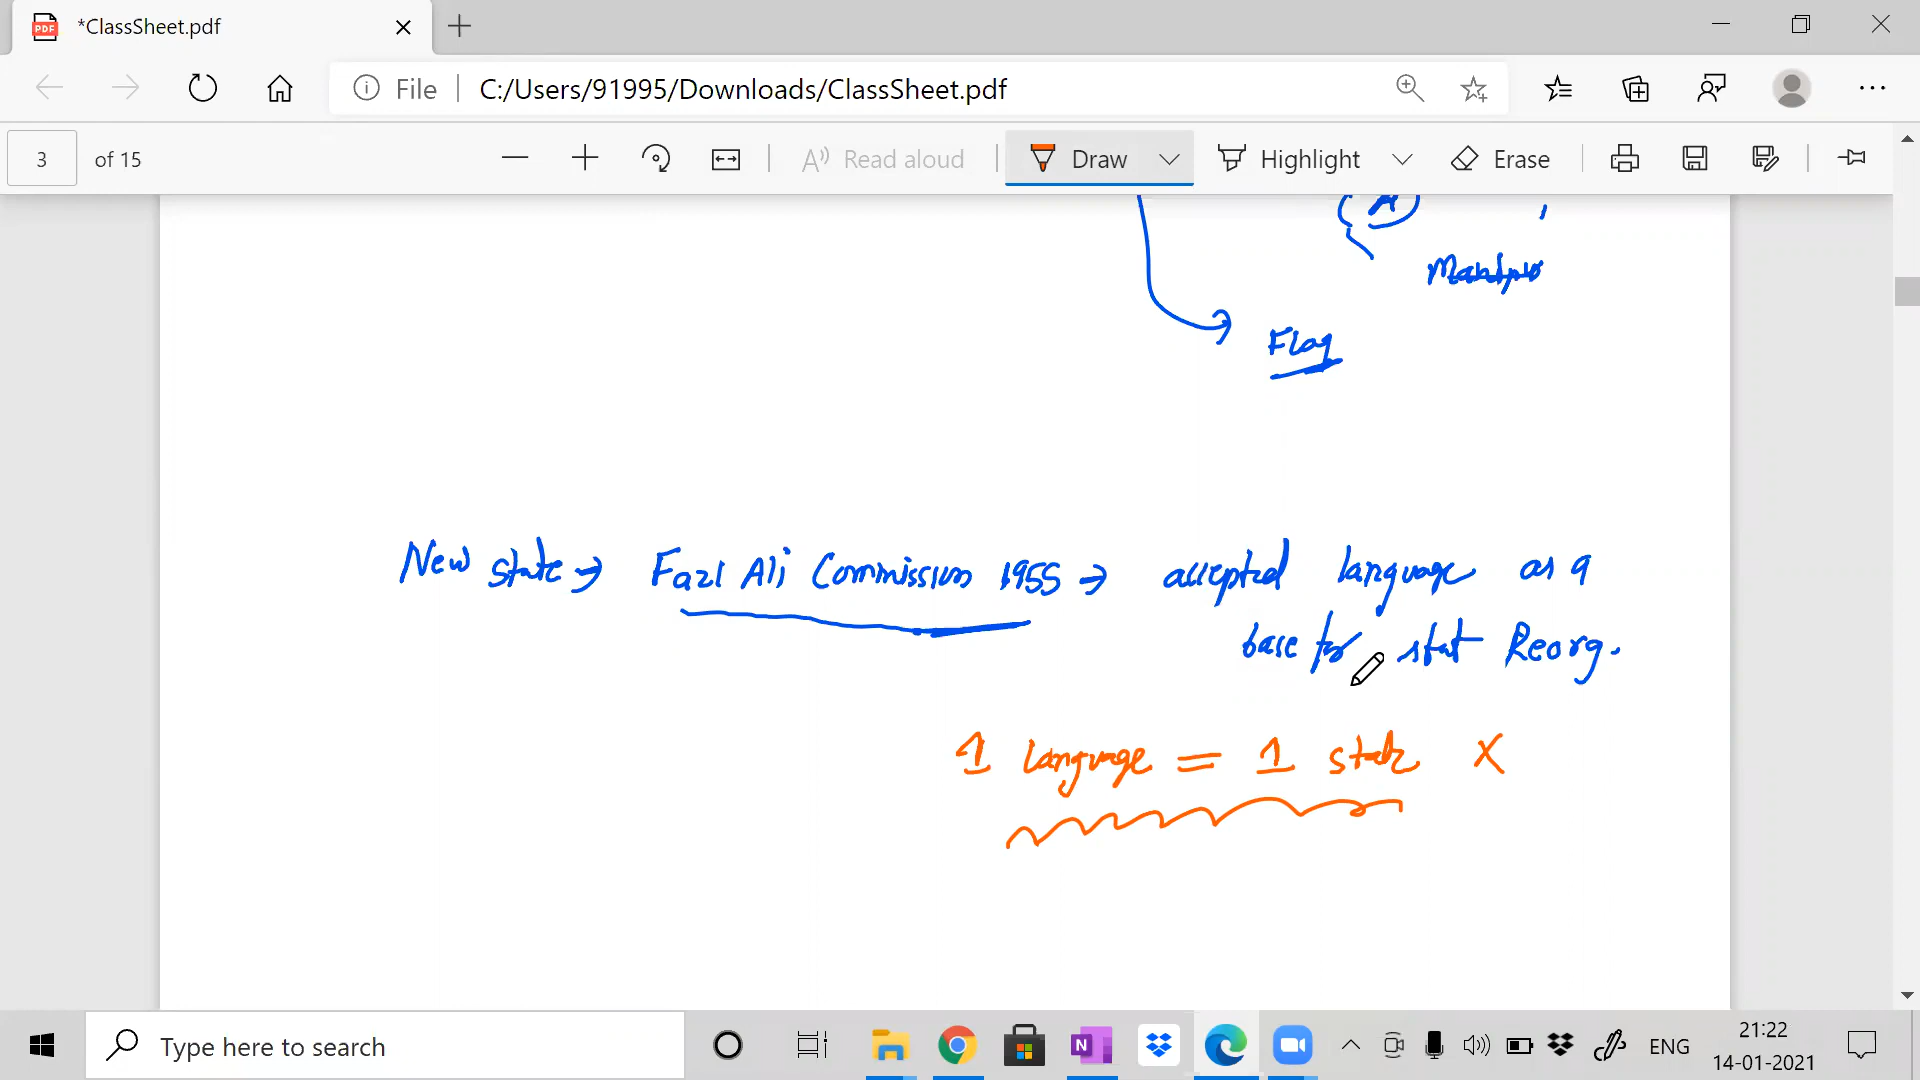 *ClassSheet.pdf
File C:/Users/91995/Downloads/ClassSheet.pdf
3 of 15 Read aloud Draw Highlight Erase
Flag
New state → Fazl Ali Commission 1955 → accepted language as a
base for stat Reorg.
1 language = 1 state X
Type here to search
ENG
21:22
14-01-2021